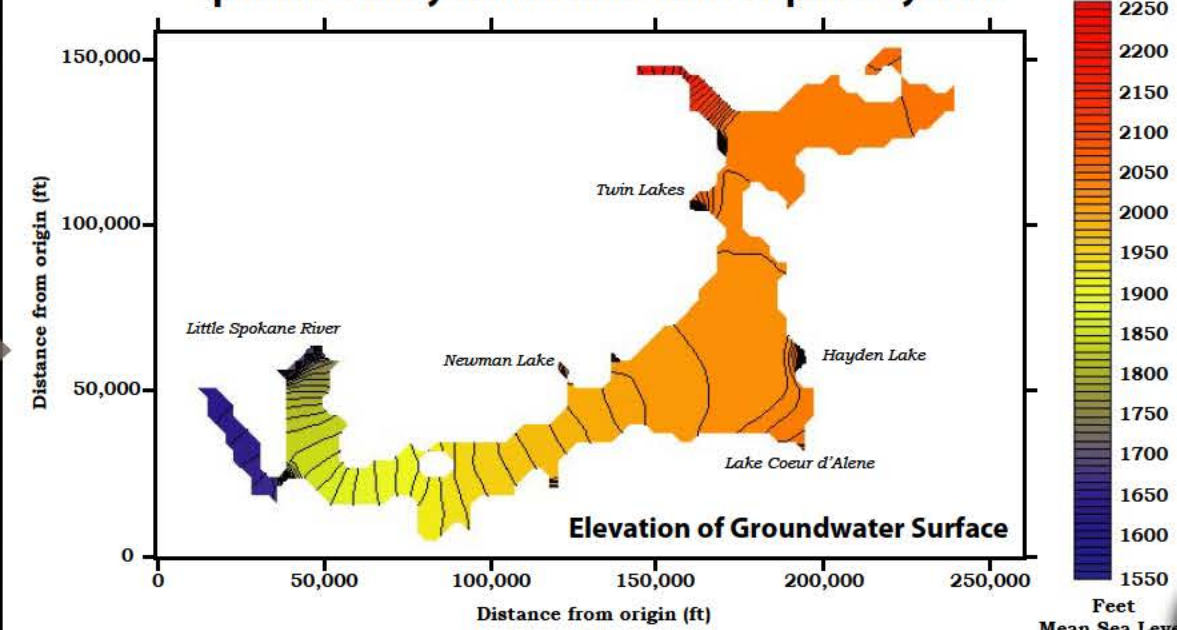 2250
2200
2150
2100
2050
2000
1950
1900
1850
1800
1750
1700
1650
1600
1550
Feet
Mean Sea Leve
150,000
100,000
50,000
0
Distance from origin (ft)
Twin Lakes
Little Spokane River
Newman Lake
Hayden Lake
Lake Coeur d'Alene
Elevation of Groundwater Surface
0
50,000
100,000
150,000
200,000
250,000
Distance from origin (ft)